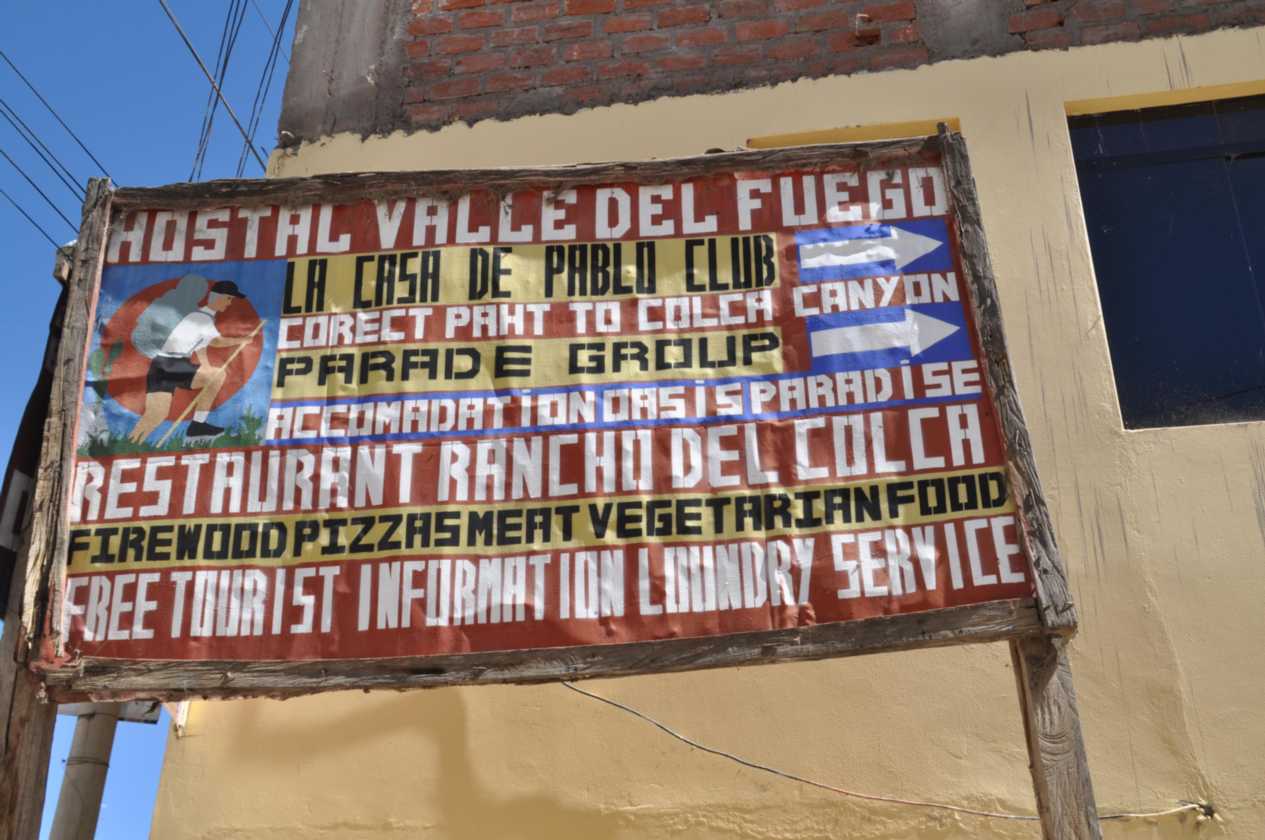 HOSTAL VALLE DEL FUEGO
LA CASA DE PABLO CLUB
CORECT PAHT TO COLCA CANYON
PARADE GROUP
ACCOMADATiON OASiS PARADiSE
RESTAURANT RANCHO DEL COLCA
FIREWOOD PIZZAS MEAT VEGETARIAN FOOD
FREE TOURIST INFORMATION LOUNDRY SERVICE